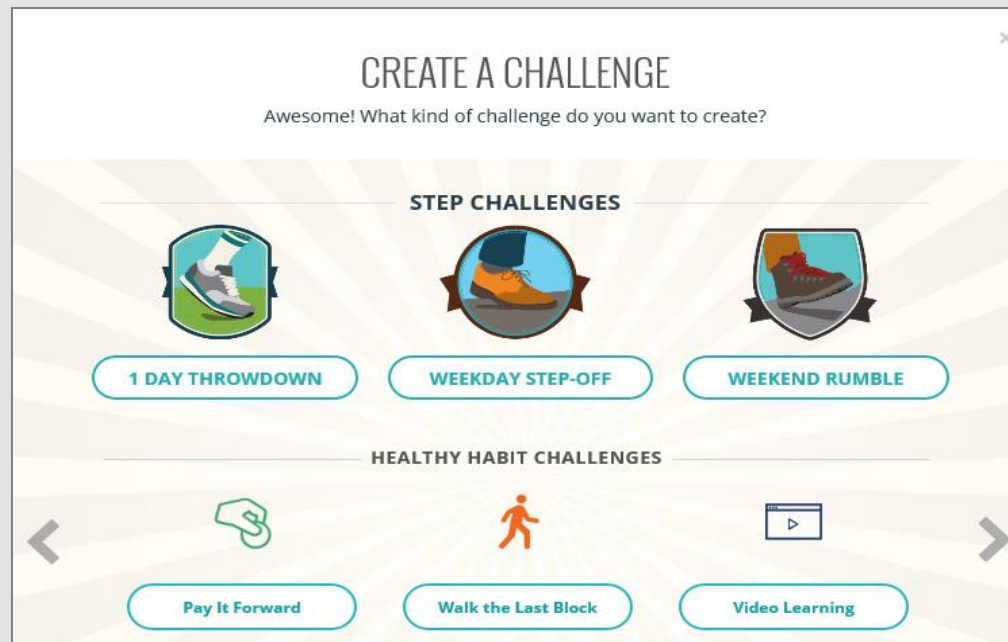 CREATE A CHALLENGE
Awesome! What kind of challenge do you want to create?
STEP CHALLENGES
1 DAY THROWDOWN
WEEKDAY STEP-OFF
WEEKEND RUMBLE
HEALTHY HABIT CHALLENGES
Pay It Forward
Walk the Last Block
Video Learning